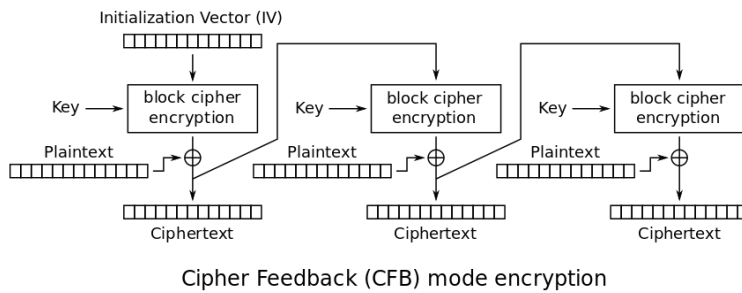 Initialization Vector (IV)
Key
block cipher
encryption
Key
block cipher
encryption
Key
block cipher
encryption
Plaintext
Plaintext
Plaintext
Ciphertext
Ciphertext
Ciphertext
Cipher Feedback (CFB) mode encryption